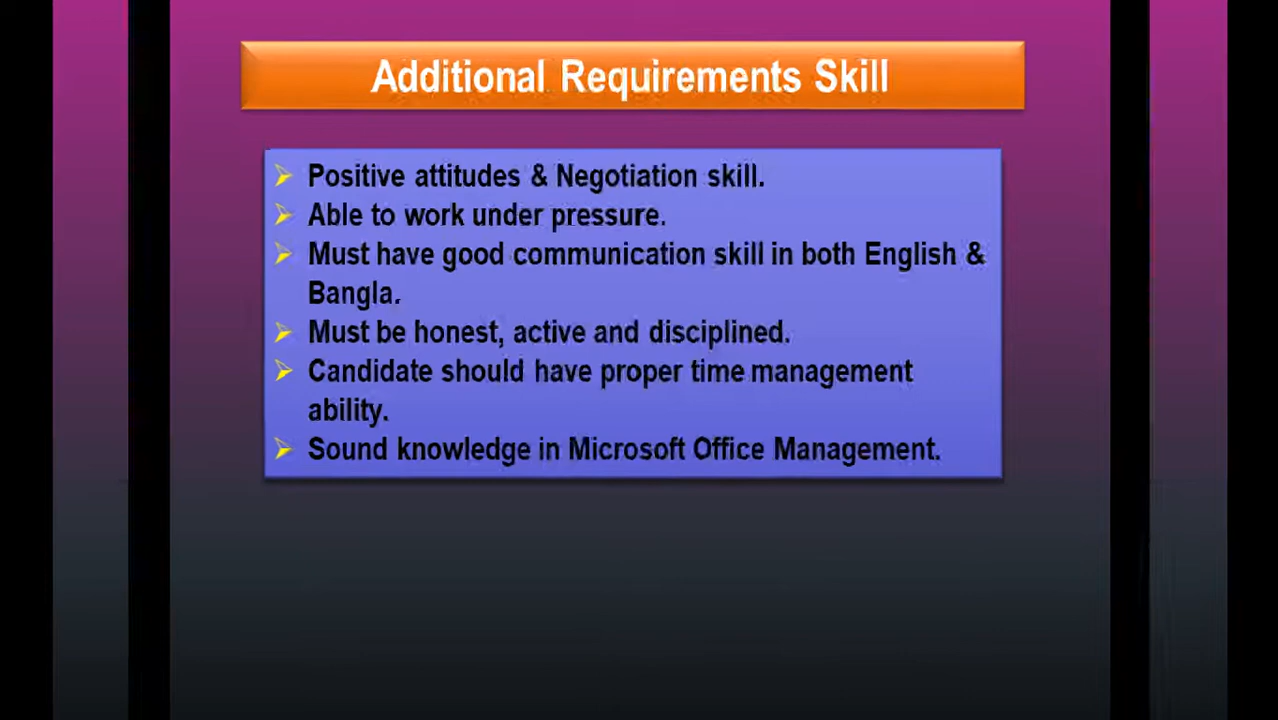 Additional Requirements Skill
Positive attitudes & Negotiation skill.
Able to work under pressure.
Must have good communication skill in both English &
Bangla.
Must be honest, active and disciplined.
Candidate should have proper time management
ability.
Sound knowledge in Microsoft Office Management.